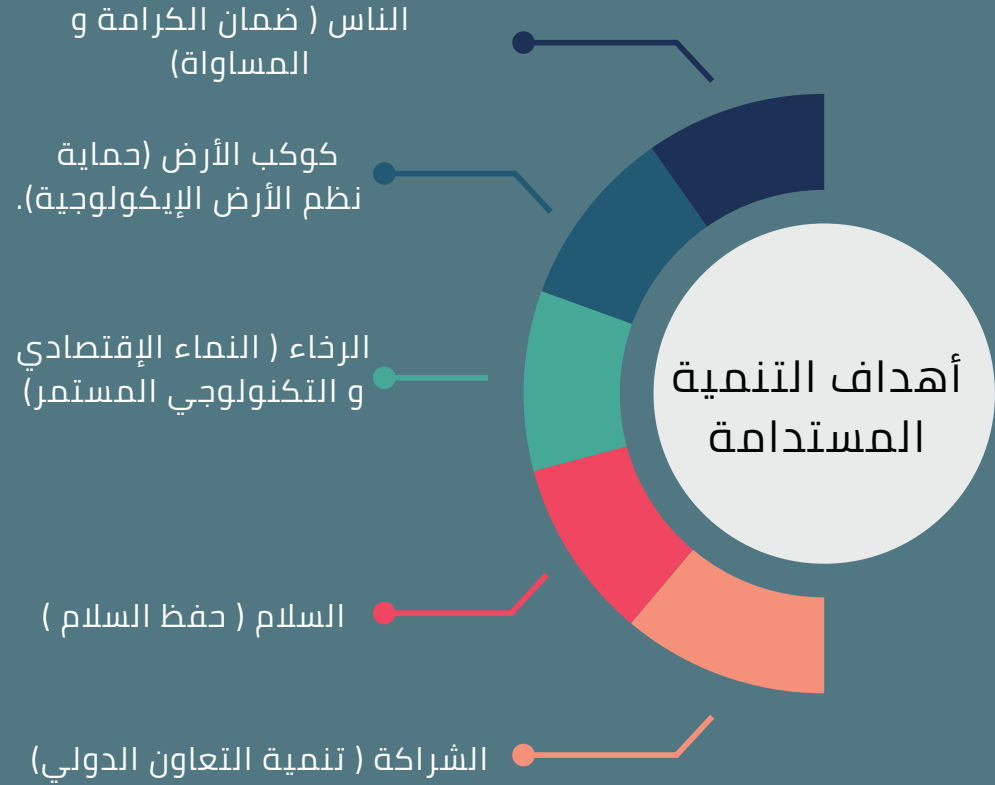 الناس ( ضمان الكرامة و
المساواة)
كوكب الأرض (حماية
نظم الأرض الإيكولوجية).
الرخاء ( النماء الإقتصادي
و التكنولوجي المستمر)
أهداف التنمية
المستدامة
السلام ( حفظ السلام )
الشراكة ( تنمية التعاون الدولي)